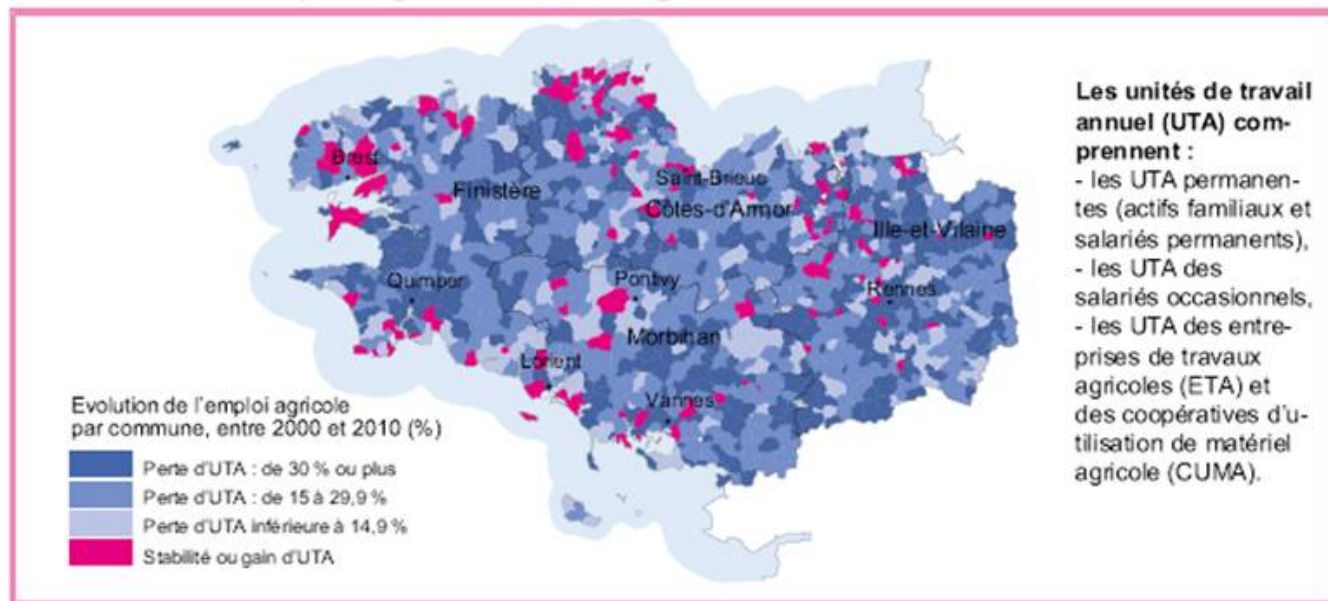 Brest
Finistère
Saint-Brieuc
Côtes-d'Armor
Ille-et-Vilaine
Quimper
Pontivy
Rennes
Morbihan
Lorient
Vannes
Evolution de l'emploi agricole
par commune, entre 2000 et 2010 (%)
Perte d'UTA : de 30 % ou plus
Perte d'UTA : de 15 à 29,9 %
Perte d'UTA inférieure à 14,9 %
Stabilité ou gain d'UTA
Les unités de travail
annuel (UTA) com-
prennent :
- les UTA permanen-
tes (actifs familiaux et
salariés permanents),
- les UTA des
salariés occasionnels,
- les UTA des entre-
prises de travaux
agricoles (ETA) et
des coopératives d'u-
tilisation de matériel
agricole (CUMA).